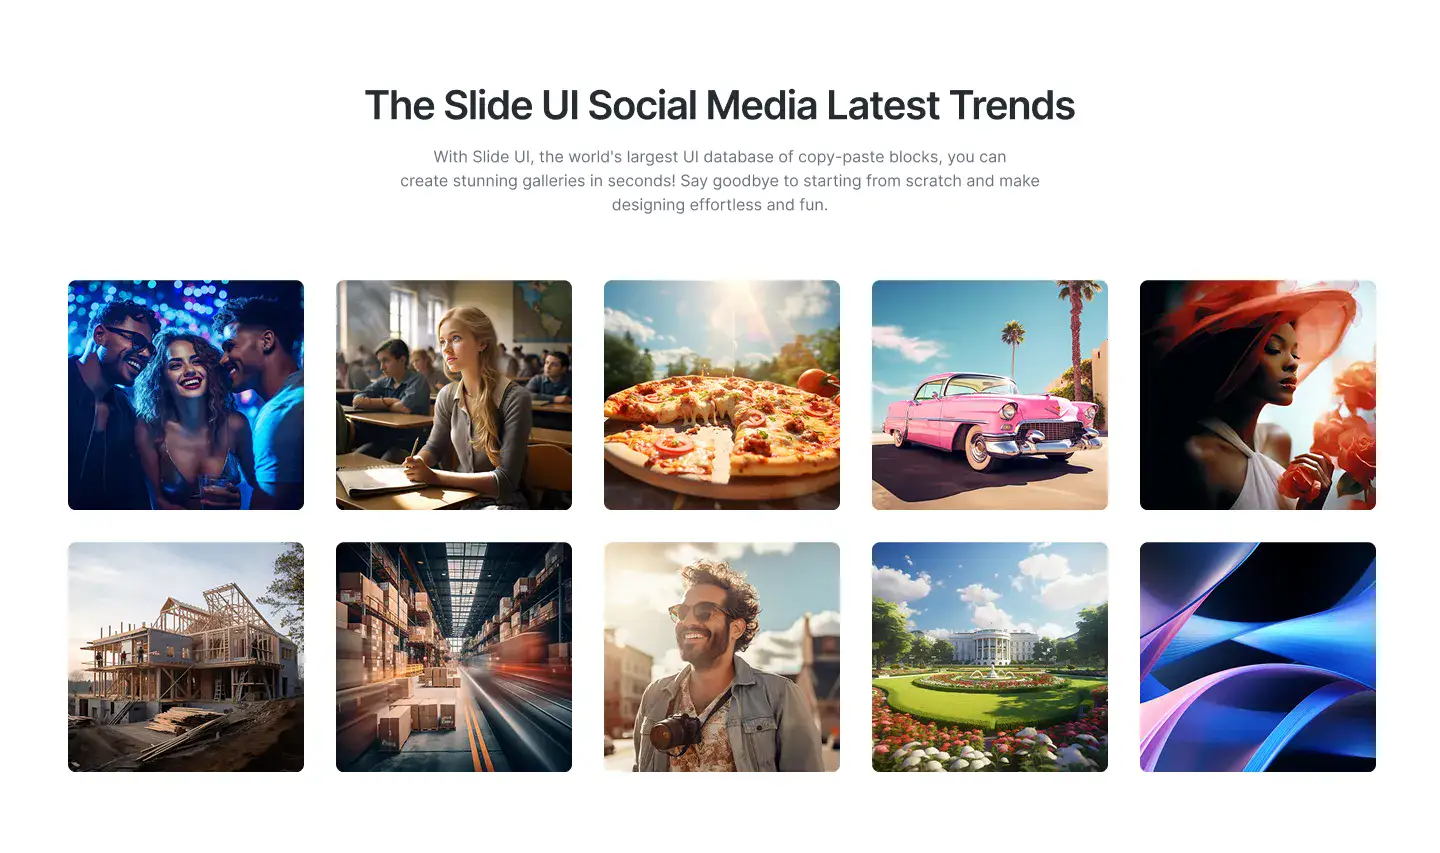 The Slide UI Social Media Latest Trends
With Slide UI, the world's largest UI database of copy-paste blocks, you can
create stunning galleries in seconds! Say goodbye to starting from scratch and make
designing effortless and fun.